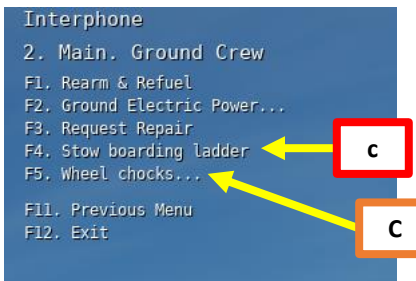 Interphone
2. Main. Ground Crew
F1. Rearm & Refuel
F2. Ground Electric Power...
F3. Request Repair
F4. Stow boarding ladder
c
F5. Wheel chocks...
F11. Previous Menu
C
F12. Exit